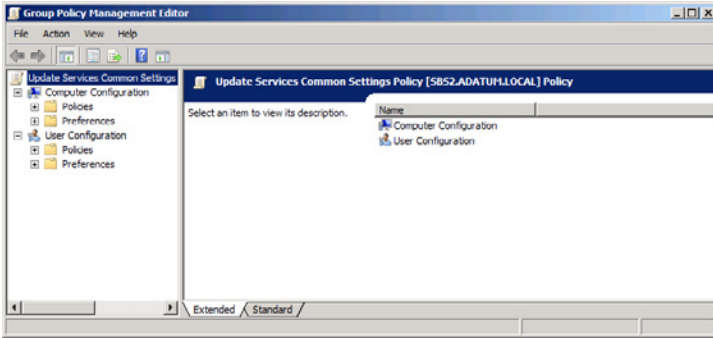 Group Policy Management Editor
File Action View Help
Update Services Common Settings
Computer Configuration
Policies
Preferences
User Configuration
Policies
Preferences
Update Services Common Settings Policy [SBS2.ADATUM.LOCAL] Policy
Select an item to view its description.
Name
Computer Configuration
User Configuration
Extended Standard